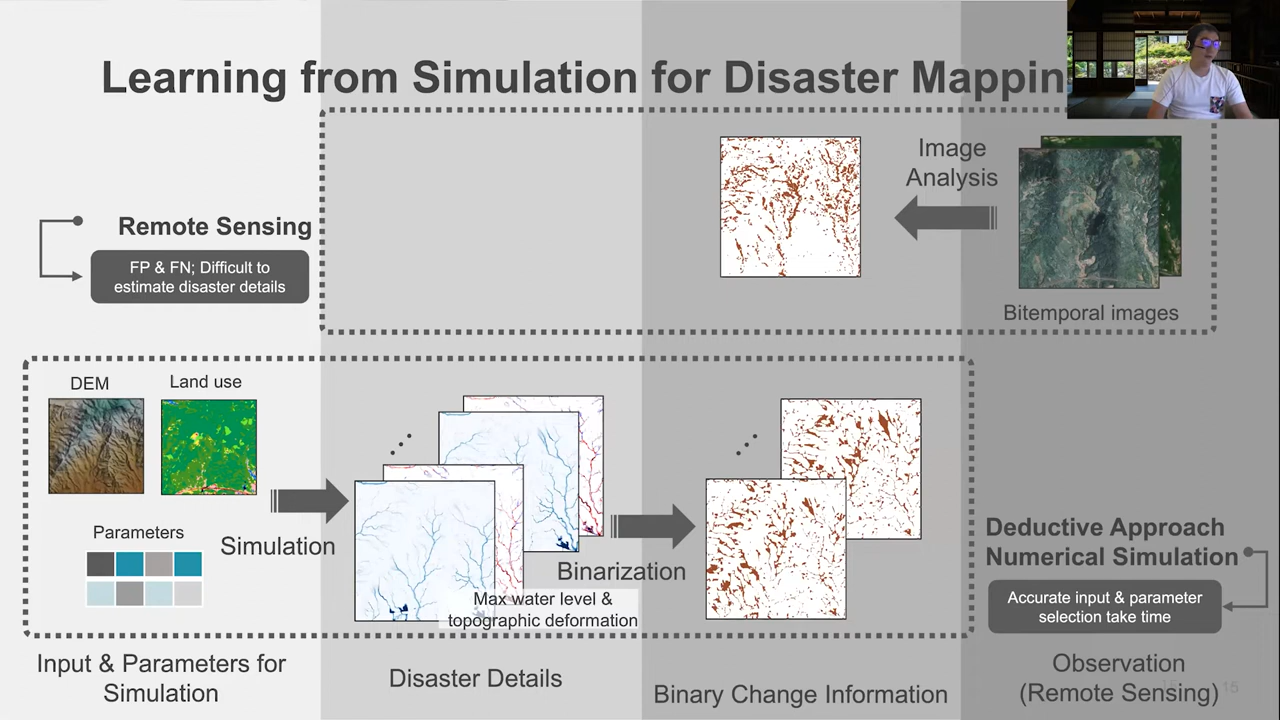 Learning from Simulation for Disaster Mappin
Image
Analysis
Bitemporal images
Remote Sensing
FP & FN; Difficult to
estimate disaster details
DEM
Land use
Parameters
Simulation
Binarization
Max water level &
topographic deformation
Deductive Approach
Numerical Simulation
Accurate input & parameter
selection take time
Input & Parameters for
Simulation
Disaster Details
Binary Change Information
Observation
(Remote Sensing)
15
15